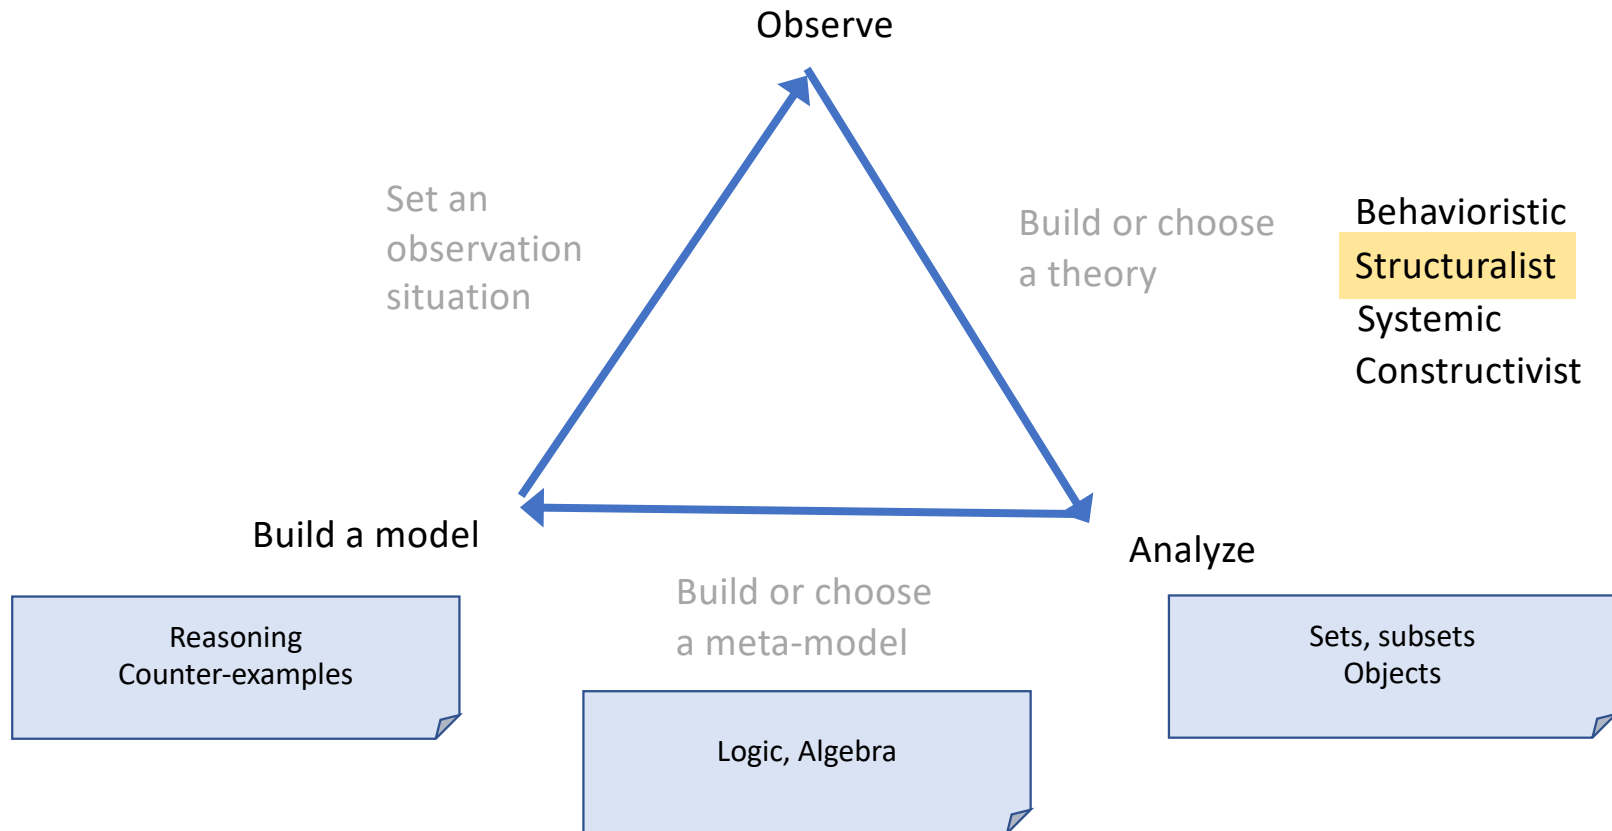 Observe
Set an
observation
situation
Build or choose
a theory
Behavioristic
Structuralist
Systemic
Constructivist
Build a model
Analyze
Build or choose
a meta-model
Reasoning
Counter-examples
Logic, Algebra
Sets, subsets
Objects